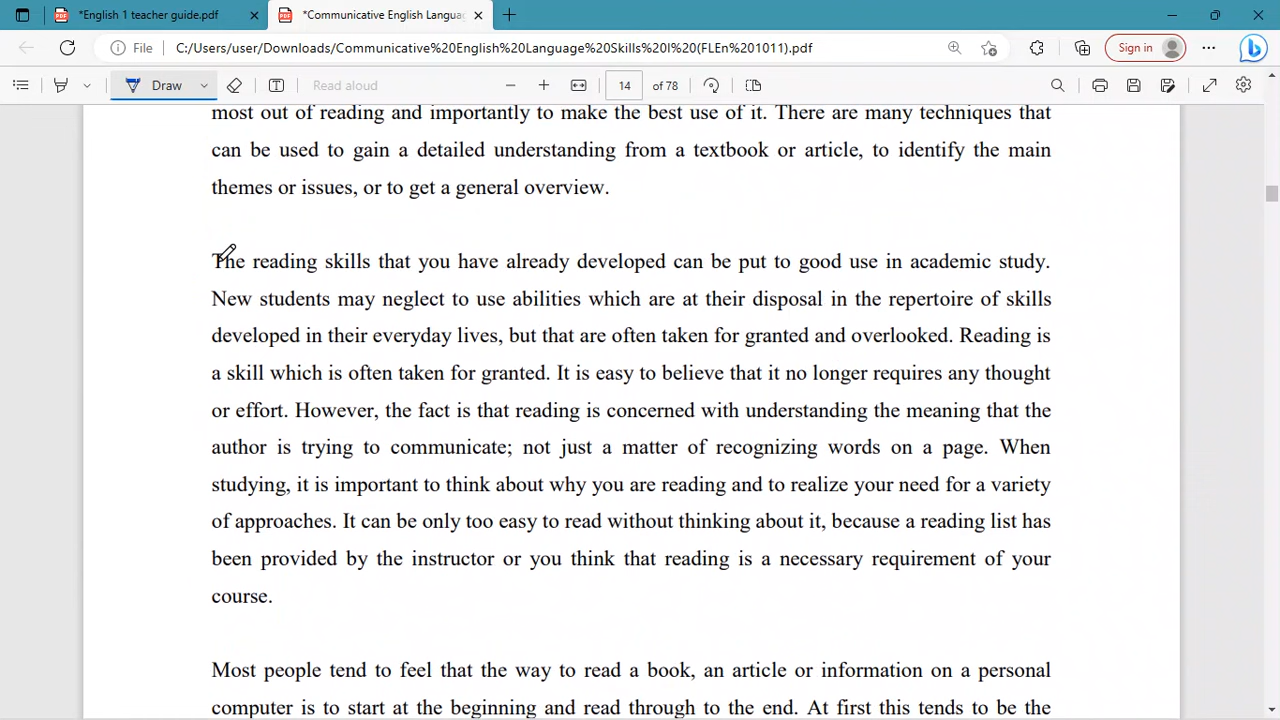 *English 1 teacher guide.pdf
*Communicative English Langua
File
C:/Users/user/Downloads/Communicative%20English%20Language%20Skills%20I%20(FLEn%201011).pdf
Sign in
Draw
Read aloud
14 of 78
most out of reading and importantly to make the best use of it. There are many techniques that
can be used to gain a detailed understanding from a textbook or article, to identify the main
themes or issues, or to get a general overview.
The reading skills that you have already developed can be put to good use in academic study.
New students may neglect to use abilities which are at their disposal in the repertoire of skills
developed in their everyday lives, but that are often taken for granted and overlooked. Reading is
a skill which is often taken for granted. It is easy to believe that it no longer requires any thought
or effort. However, the fact is that reading is concerned with understanding the meaning that the
author is trying to communicate; not just a matter of recognizing words on a page. When
studying, it is important to think about why you are reading and to realize your need for a variety
of approaches. It can be only too easy to read without thinking about it, because a reading list has
been provided by the instructor or you think that reading is a necessary requirement of your
course.
Most people tend to feel that the way to read a book, an article or information on a personal
computer is to start at the beginning and read through to the end. At first this tends to be the